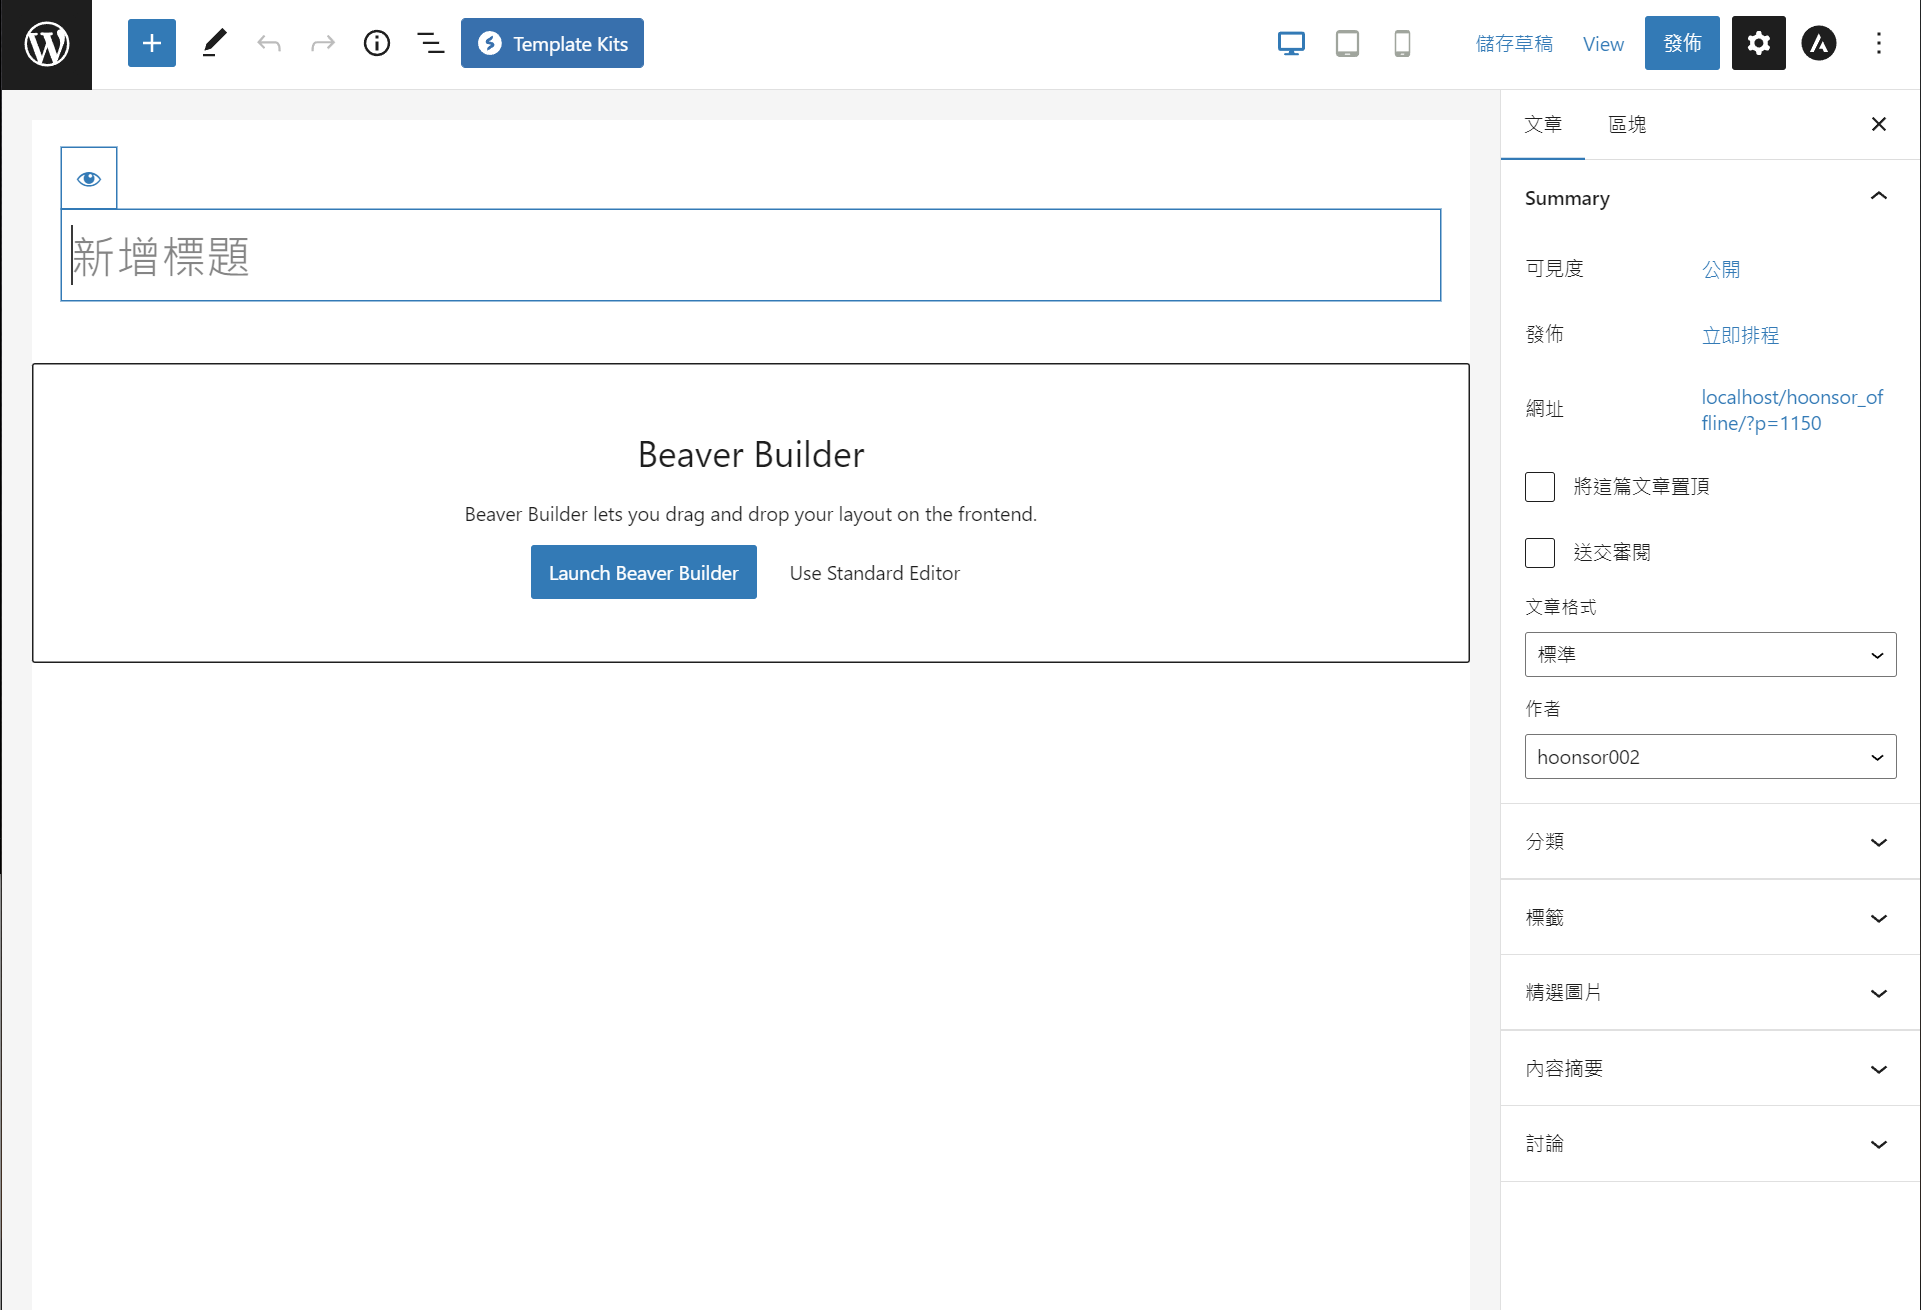 Template Kits
儲存草稿
View
發佈
文章
區塊
新增標題
Beaver Builder
Beaver Builder lets you drag and drop your layout on the frontend.
Launch Beaver Builder
Use Standard Editor
Summary
可見度
公開
發佈
立即排程
網址
localhost/hoonsor_of
fline/?p=1150
將這篇文章置頂
送交審閱
文章格式
標準
作者
hoonsor002
分類
標籤
精選圖片
內容摘要
討論